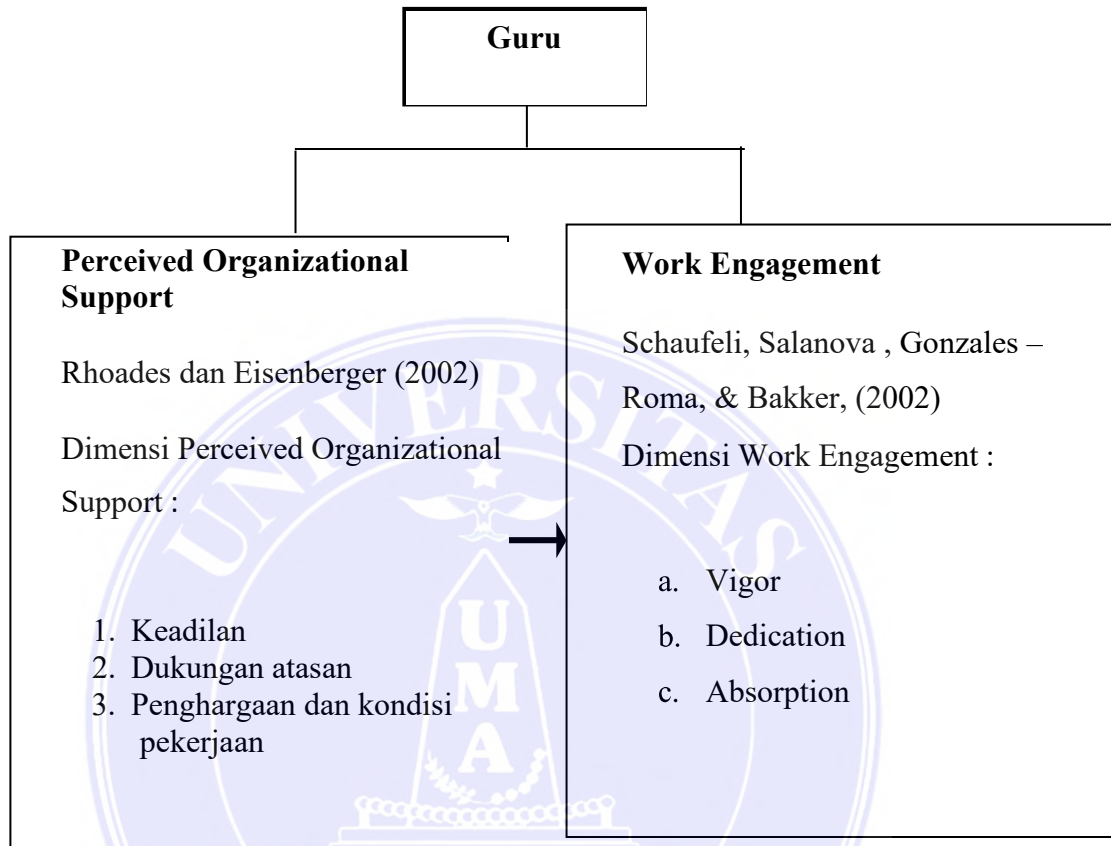 Guru
Perceived Organizational
Support
Rhoades dan Eisenberger (2002)
Dimensi Perceived Organizational
Support :
1. Keadilan
2. Dukungan atasan
3. Penghargaan dan kondisi
pekerjaan
Work Engagement
Schaufeli, Salanova , Gonzales –
Roma, & Bakker, (2002)
Dimensi Work Engagement :
a. Vigor
b. Dedication
c. Absorption
UNIVERSITAS
U
M
A